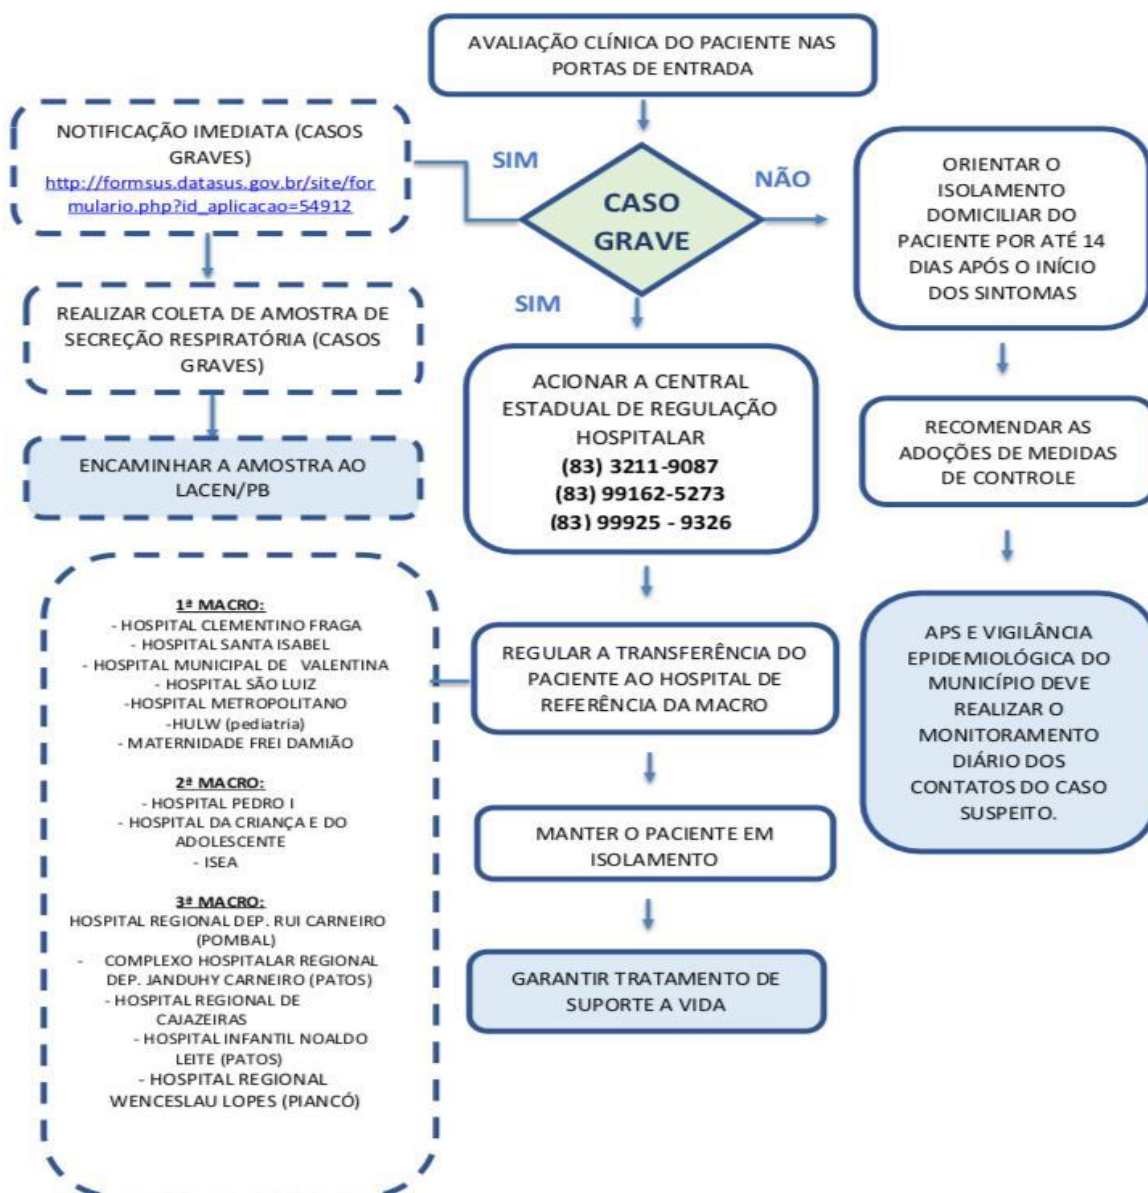 AVALIAÇÃO CLÍNICA DO PACIENTE NAS
PORTAS DE ENTRADA
NOTIFICAÇÃO IMEDIATA (CASOS
GRAVES)
http://formsus.datasus.gov.br/site/for
mulario.php?id_aplicacao=54912
SIM
CASO
GRAVE
NÃO
ORIENTAR O
ISOLAMENTO
DOMICILIAR DO
PACIENTE POR ATÉ 14
DIAS APÓS O INÍCIO
DOS SINTOMAS
REALIZAR COLETA DE AMOSTRA DE
SECREÇÃO RESPIRATÓRIA (CASOS
GRAVES)
SIM
ACIONAR A CENTRAL
ESTADUAL DE REGULAÇÃO
HOSPITALAR
(83) 3211-9087
(83) 99162-5273
(83) 99925 - 9326
RECOMENDAR AS
ADOÇÕES DE MEDIDAS
DE CONTROLE
ENCAMINHAR A AMOSTRA AO
LACEN/PB
1ª MACRO:
- HOSPITAL CLEMENTINO FRAGA
- HOSPITAL SANTA ISABEL
- HOSPITAL MUNICIPAL DE VALENTINA
- HOSPITAL SÃO LUIZ
-HOSPITAL METROPOLITANO
-HULW (pediatria)
- MATERNIDADE FREI DAMIÃO
2ª MACRO:
- HOSPITAL PEDRO I
- HOSPITAL DA CRIANÇA E DO
ADOLESCENTE
- ISEA
3ª MACRO:
HOSPITAL REGIONAL DEP. RUI CARNEIRO
(POMBAL)
- COMPLEXO HOSPITALAR REGIONAL
DEP. JANDUHY CARNEIRO (PATOS)
- HOSPITAL REGIONAL DE
CAJAZEIRAS
- HOSPITAL INFANTIL NOALDO
LEITE (PATOS)
- HOSPITAL REGIONAL
WENCESLAU LOPES (PIANCÓ)
REGULAR A TRANSFERÊNCIA DO
PACIENTE AO HOSPITAL DE
REFERÊNCIA DA MACRO
MANTER O PACIENTE EM
ISOLAMENTO
GARANTIR TRATAMENTO DE
SUPORTE A VIDA
APS E VIGILÂNCIA
EPIDEMIOLÓGICA DO
MUNICÍPIO DEVE
REALIZAR O
MONITORAMENTO
DIÁRIO DOS
CONTATOS DO CASO
SUSPEITO.